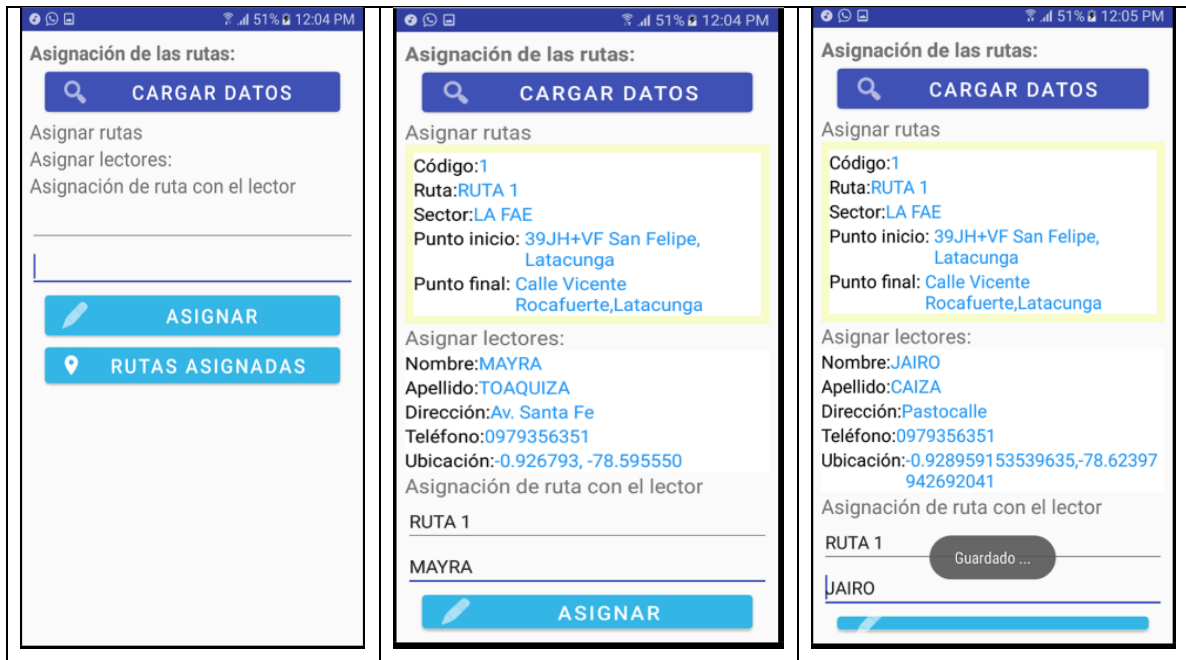 51% 12:04 PM
Asignación de las rutas:
CARGAR DATOS
Asignar rutas
Asignar lectores:
Asignación de ruta con el lector
ASIGNAR
RUTAS ASIGNADAS
51% 12:04 PM
Asignación de las rutas:
CARGAR DATOS
Asignar rutas
Código:1
Ruta:RUTA 1
Sector:LA FAE
Punto inicio: 39JH+VF San Felipe,
Latacunga
Punto final: Calle Vicente
Rocafuerte,Latacunga
Asignar lectores:
Nombre:MAYRA
Apellido:TOAQUIZA
Dirección:Av. Santa Fe
Teléfono:0979356351
Ubicación:-0.926793, -78.595550
Asignación de ruta con el lector
RUTA 1
MAYRA
ASIGNAR
51% 12:05 PM
Asignación de las rutas:
CARGAR DATOS
Asignar rutas
Código:1
Ruta:RUTA 1
Sector:LA FAE
Punto inicio: 39JH+VF San Felipe,
Latacunga
Punto final: Calle Vicente
Rocafuerte,Latacunga
Asignar lectores:
Nombre:JAIRO
Apellido:CAIZA
Dirección:Pastocalle
Teléfono:0979356351
Ubicación:-0.928959153539635,-78.62397
942692041
Asignación de ruta con el lector
RUTA 1
Guardado ...
JAIRO